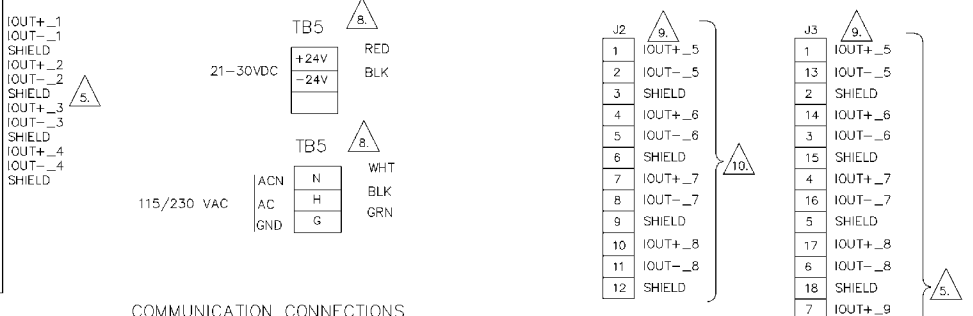 IOUT+_1
IOUT-_1
SHIELD
IOUT+_2
IOUT-_2
SHIELD
IOUT+_3
IOUT-_3
SHIELD
IOUT+_4
IOUT-_4
SHIELD
5.
TB5 8.
21-30VDC
+24V RED
-24V BLK
TB5 8.
115/230 VAC
ACN N WHT
AC H BLK
GND G GRN
COMMUNICATION CONNECTIONS
J2 9.
1 IOUT+_5
2 IOUT-_5
3 SHIELD
4 IOUT+_6
5 IOUT-_6
6 SHIELD
7 IOUT+_7
8 IOUT-_7
9 SHIELD
10 IOUT+_8
11 IOUT-_8
12 SHIELD
10.
J3 9.
1 IOUT+_5
13 IOUT-_5
2 SHIELD
14 IOUT+_6
3 IOUT-_6
15 SHIELD
4 IOUT+_7
16 IOUT-_7
5 SHIELD
17 IOUT+_8
6 IOUT-_8
18 SHIELD
7 IOUT+_9
5.